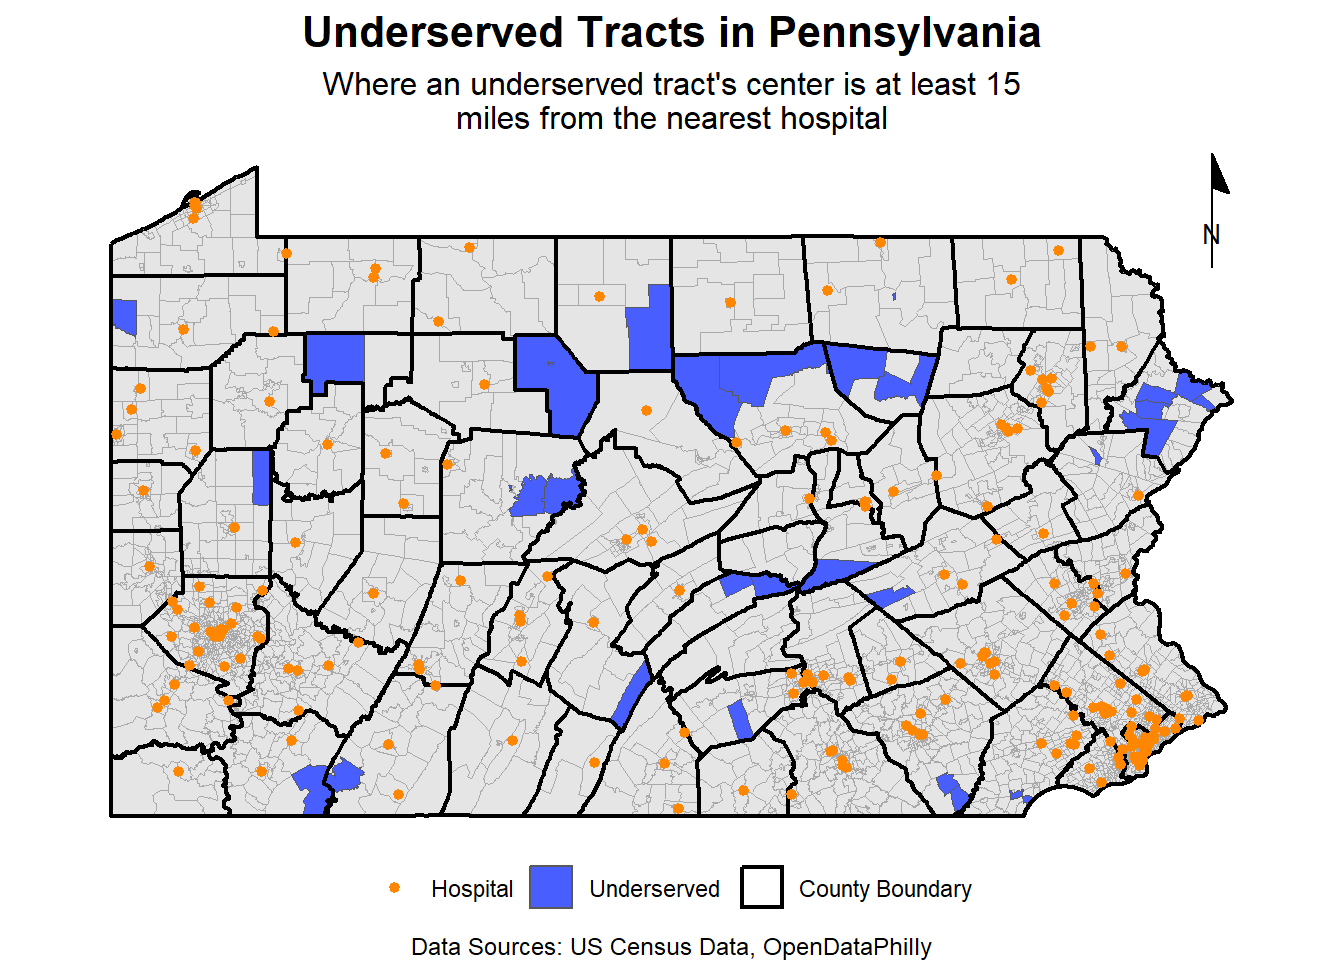 Underserved Tracts in Pennsylvania
Where an underserved tract's center is at least 15
miles from the nearest hospital
N
Hospital
Underserved
County Boundary
Data Sources: US Census Data, OpenDataPhilly